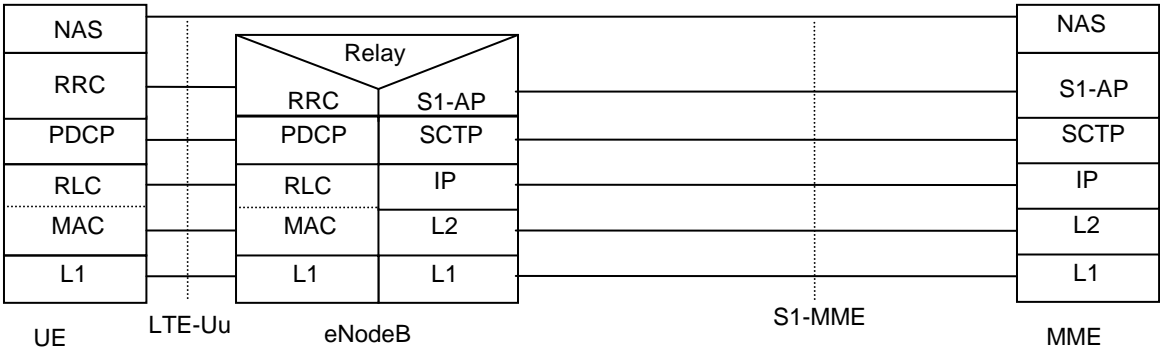 NAS
NAS
Relay
RRC
RRC
S1-AP
S1-AP
PDCP
PDCP
SCTP
SCTP
RLC
RLC
IP
IP
MAC
MAC
L2
L2
L1
L1
L1
L1
UE
LTE-Uu
eNodeB
S1-MME
MME